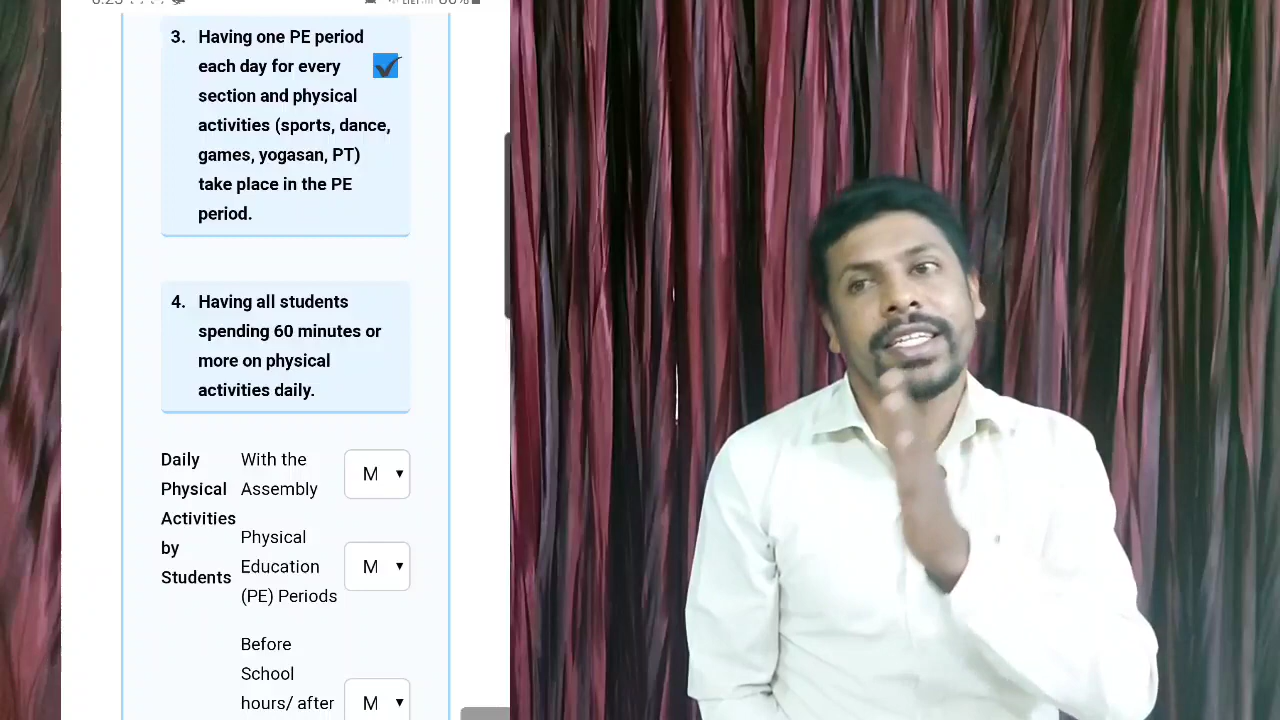 3. Having one PE period
each day for every
section and physical
activities (sports, dance,
games, yogasan, PT)
take place in the PE
period.
4. Having all students
spending 60 minutes or
more on physical
activities daily.
Daily
Physical
Activities
by
Students
With the
Assembly
M
Physical
Education
(PE) Periods
M
Before
School
hours/ after
M